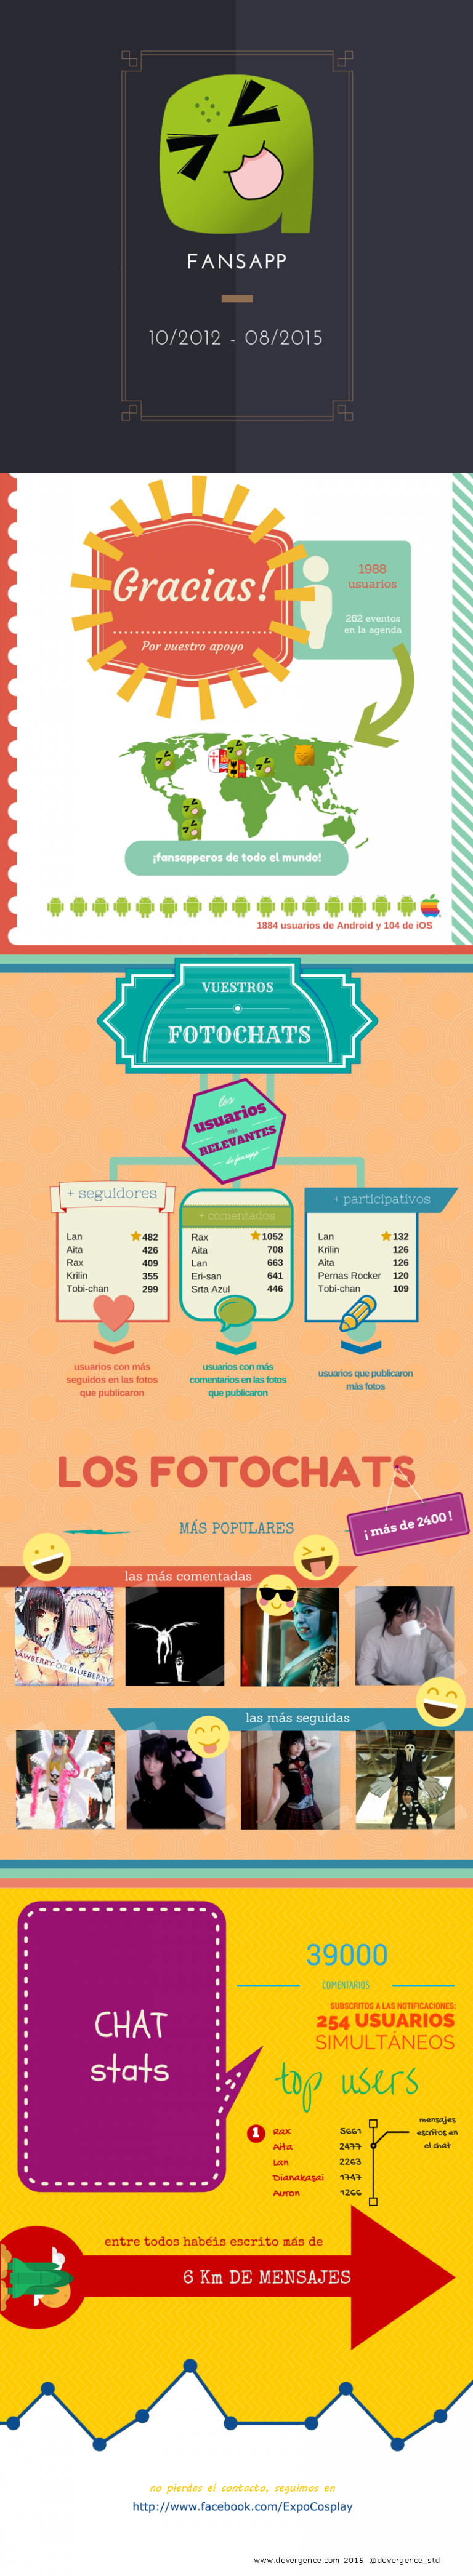 FANSAPP
10/2012 - 08/2015
Gracias!
Por vuestro apoyo
1988
usuarios
262 eventos
en la agenda
¡fansapperos de todo el mundo!
1884 usuarios de Android y 104 de iOS
VUESTROS
FOTOCHATS
los
usuarios
más
RELEVANTES
de fansapp
+ seguidores
Lan 482
Aita 426
Rax 409
Krilin 355
Tobi-chan 299
usuarios con más
seguidos en las fotos
que publicaron
+ comentados
Rax 1052
Aita 708
Lan 663
Eri-san 641
Srta Azul 446
usuarios con más
comentarios en las fotos
que publicaron
+ participativos
Lan 132
Krilin 126
Aita 126
Pernas Rocker 120
Tobi-chan 109
usuarios que publicaron
más fotos
LOS FOTOCHATS
MÁS POPULARES
¡ más de 2400 !
las más comentadas
AWBERRY OR BLUEBERRY
las más seguidas
CHAT
stats
39000
COMENTARIOS
SUBSCRITOS A LAS NOTIFICACIONES:
254 USUARIOS
SIMULTÁNEOS
top users
1 Rax 5661
Aita 2477
Lan 2263
Dianakasai 1747
Auron 1266
mensajes
escritos en
el chat
entre todos habéis escrito más de
6 Km DE MENSAJES
no pierdas el contacto, seguimos en
http://www.facebook.com/ExpoCosplay
www.devergence.com 2015 @devergence_std